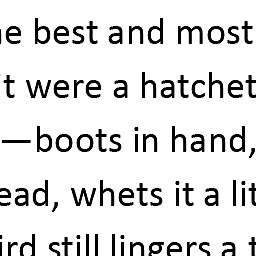 he best and most
't were a hatchet
—boots in hand,
ead, whets it a lit
ird still lingers a t